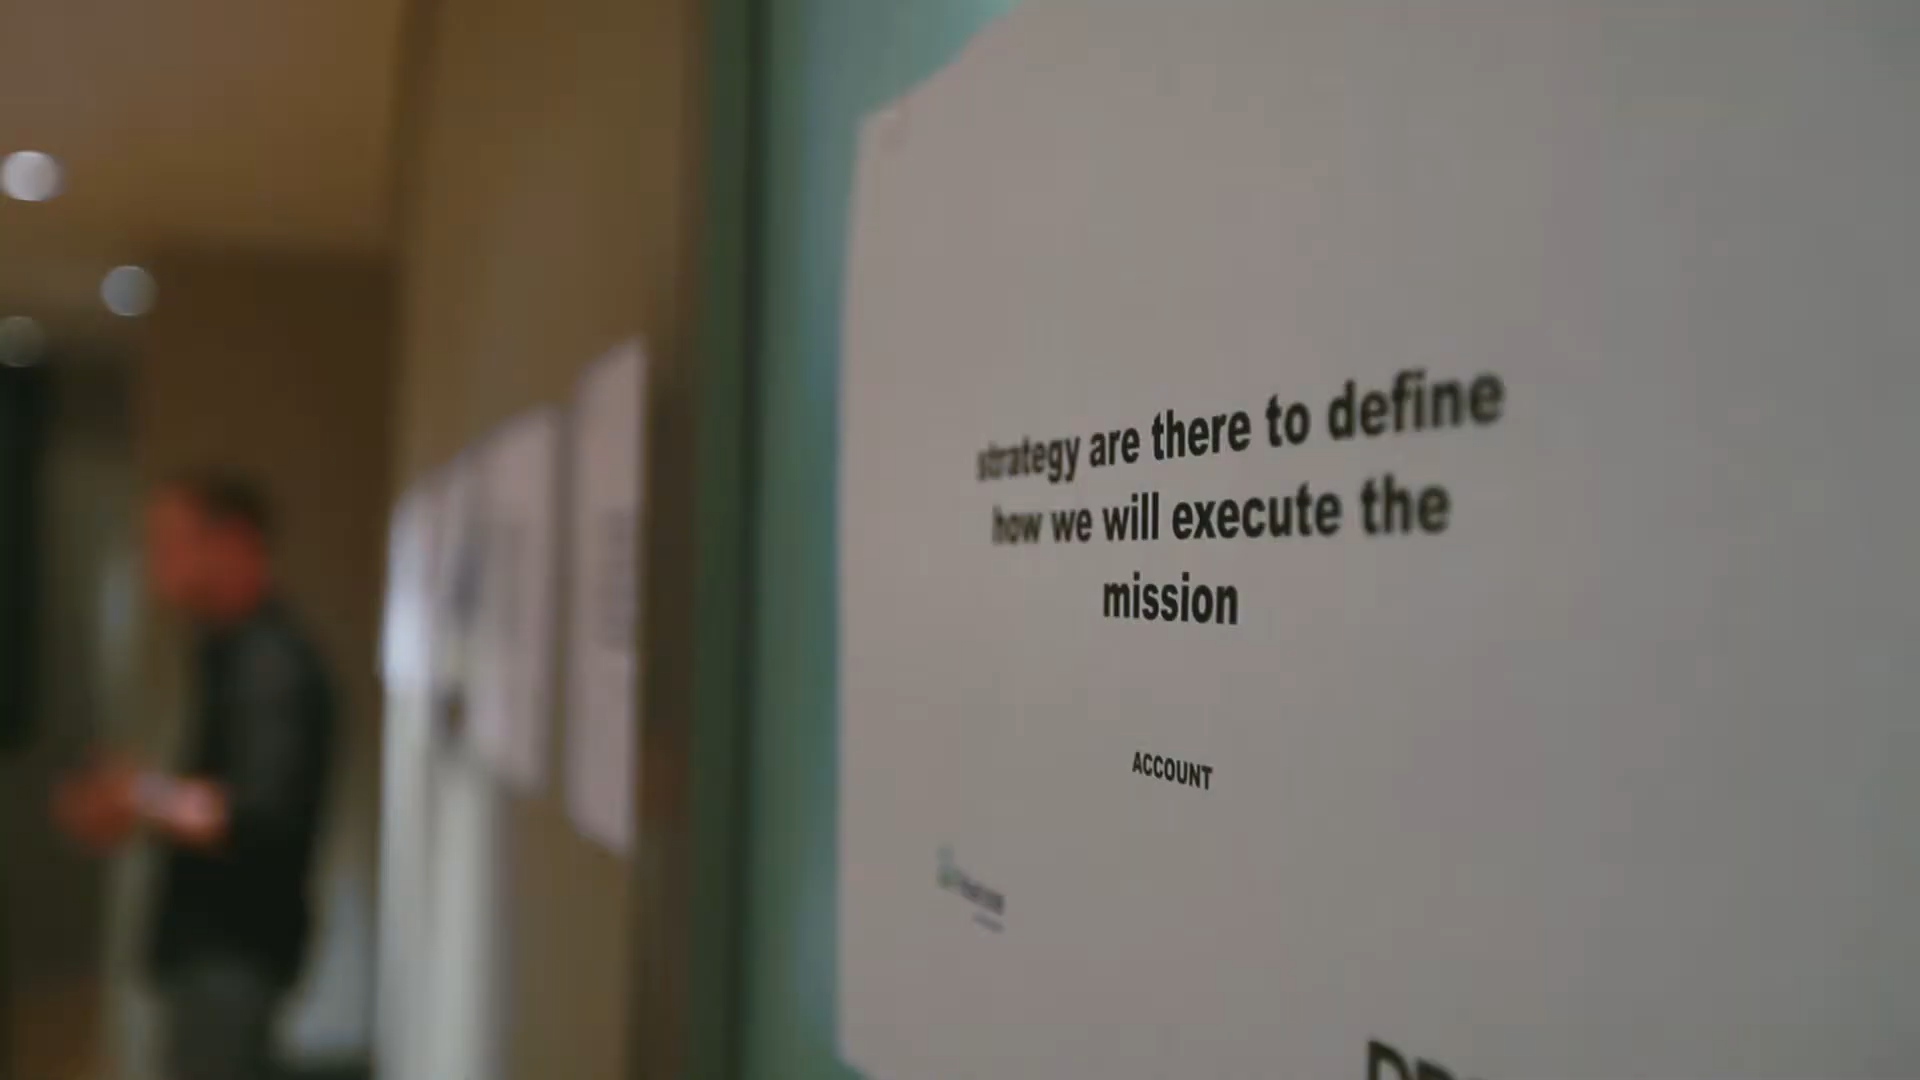 strategy are there to define
how we will execute the
mission
ACCOUNT